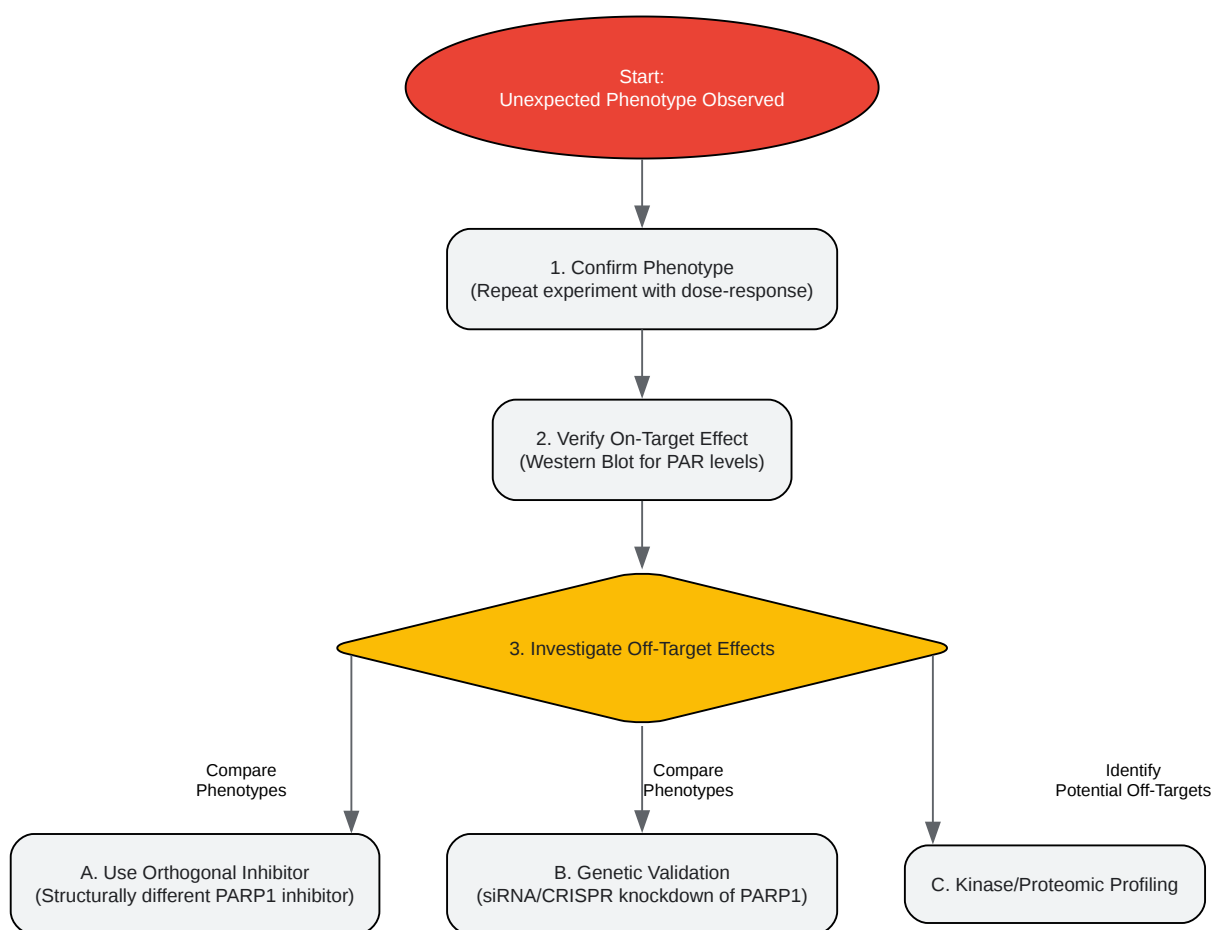 Start:
Unexpected Phenotype Observed
1. Confirm Phenotype
(Repeat experiment with dose-response)
2. Verify On-Target Effect
(Western Blot for PAR levels)
3. Investigate Off-Target Effects
Compare
Phenotypes
Compare
Phenotypes
Identify
Potential Off-Targets
A. Use Orthogonal Inhibitor
(Structurally different PARP1 inhibitor)
B. Genetic Validation
(siRNA/CRISPR knockdown of PARP1)
C. Kinase/Proteomic Profiling